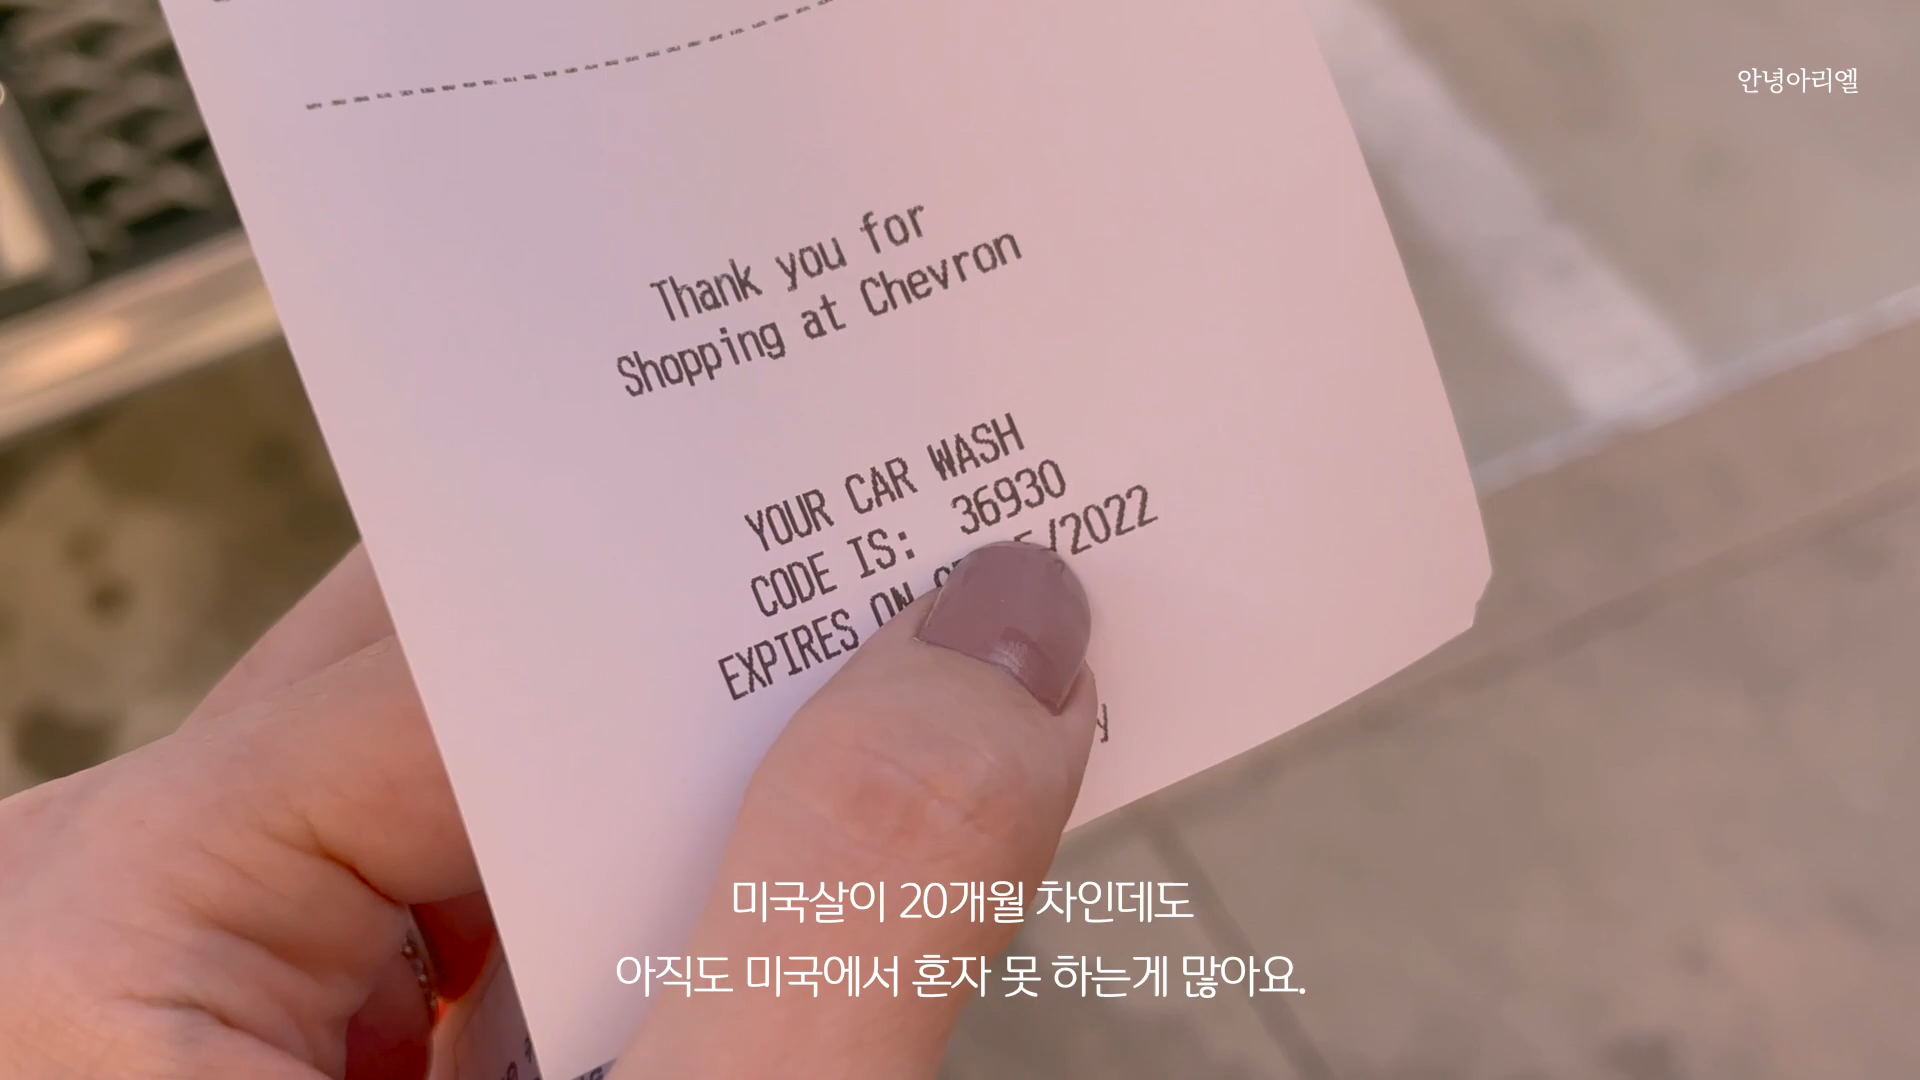 안녕아리엘
Thank you for
Shopping at Chevron
YOUR CAR WASH
CODE IS: 36930
EXPIRES ON /2022
미국살이 20개월 차인데도
아직도 미국에서 혼자 못 하는게 많아요.